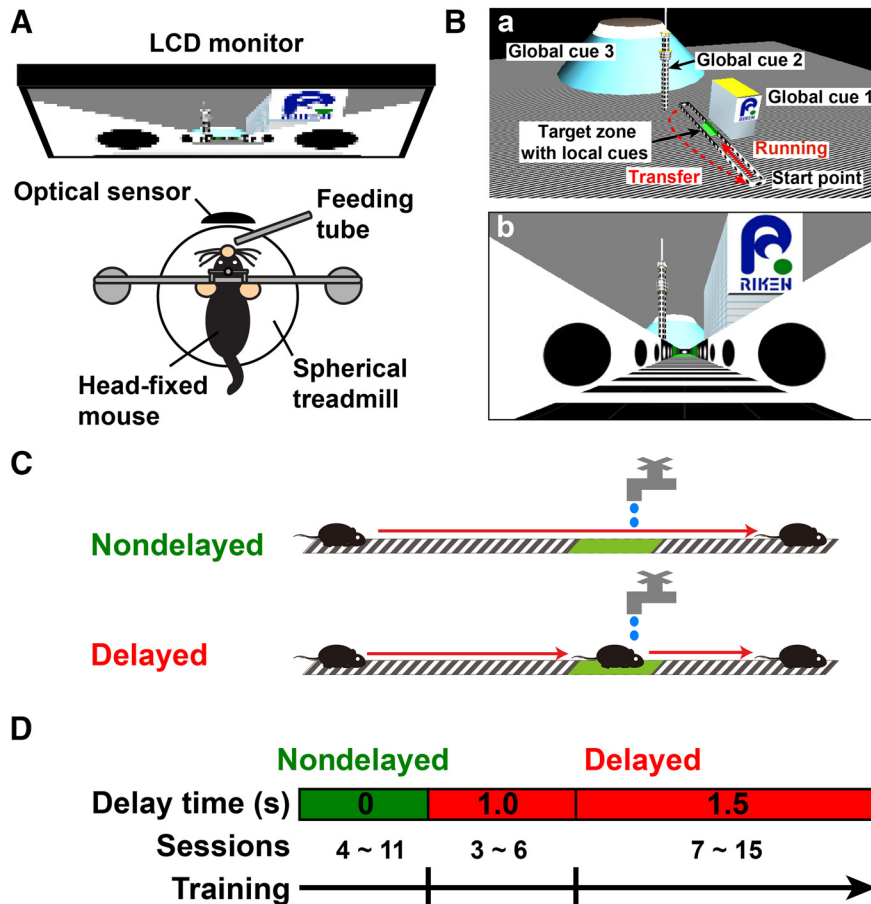 A
LCD monitor
Optical sensor
Feeding
tube
Head-fixed
mouse
Spherical
treadmill
B
a
Global cue 3
Global cue 2
Global cue 1
RIKEN
Target zone
with local cues
Running
Transfer
Start point
b
RIKEN
C
Nondelayed
Delayed
D
Nondelayed
Delayed
Delay time (s)
0
1.0
1.5
Sessions
4 ~ 11
3 ~ 6
7 ~ 15
Training